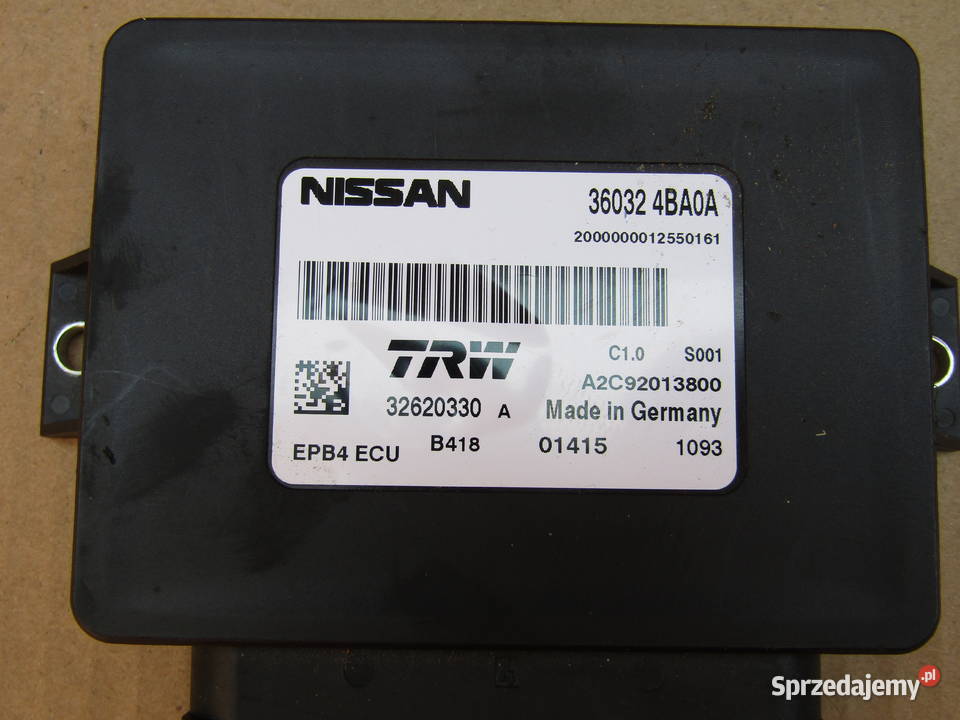 NISSAN
36032 4BA0A
2000000012550161
TRW
C1.0 S001
A2C92013800
32620330 A
Made in Germany
EPB4 ECU
B418
01415
1093
Sprzedajemy.pl